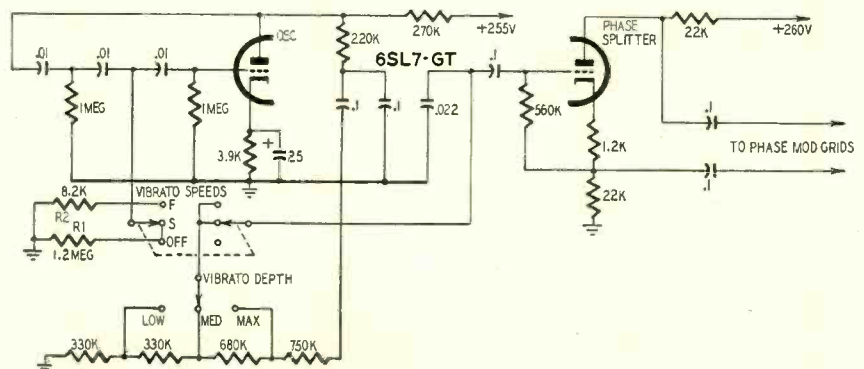 270K
+255V
PHASE
SPLITTER
22K
+260V
OSC
220K
6SL7-GT
.01
.01
.01
.1
1 MEG
1MEG
.1
.1
.022
560K
.1
1.2K
TO PHASE MOD GRIDS
3.9K
+
25
.1
22K
8.2K
VIBRATO SPEEDS
F
R2
S
R1
OFF
1.2MEG
VIBRATO DEPTH
LOW
MED
MAX
330K
330K
680K
750K